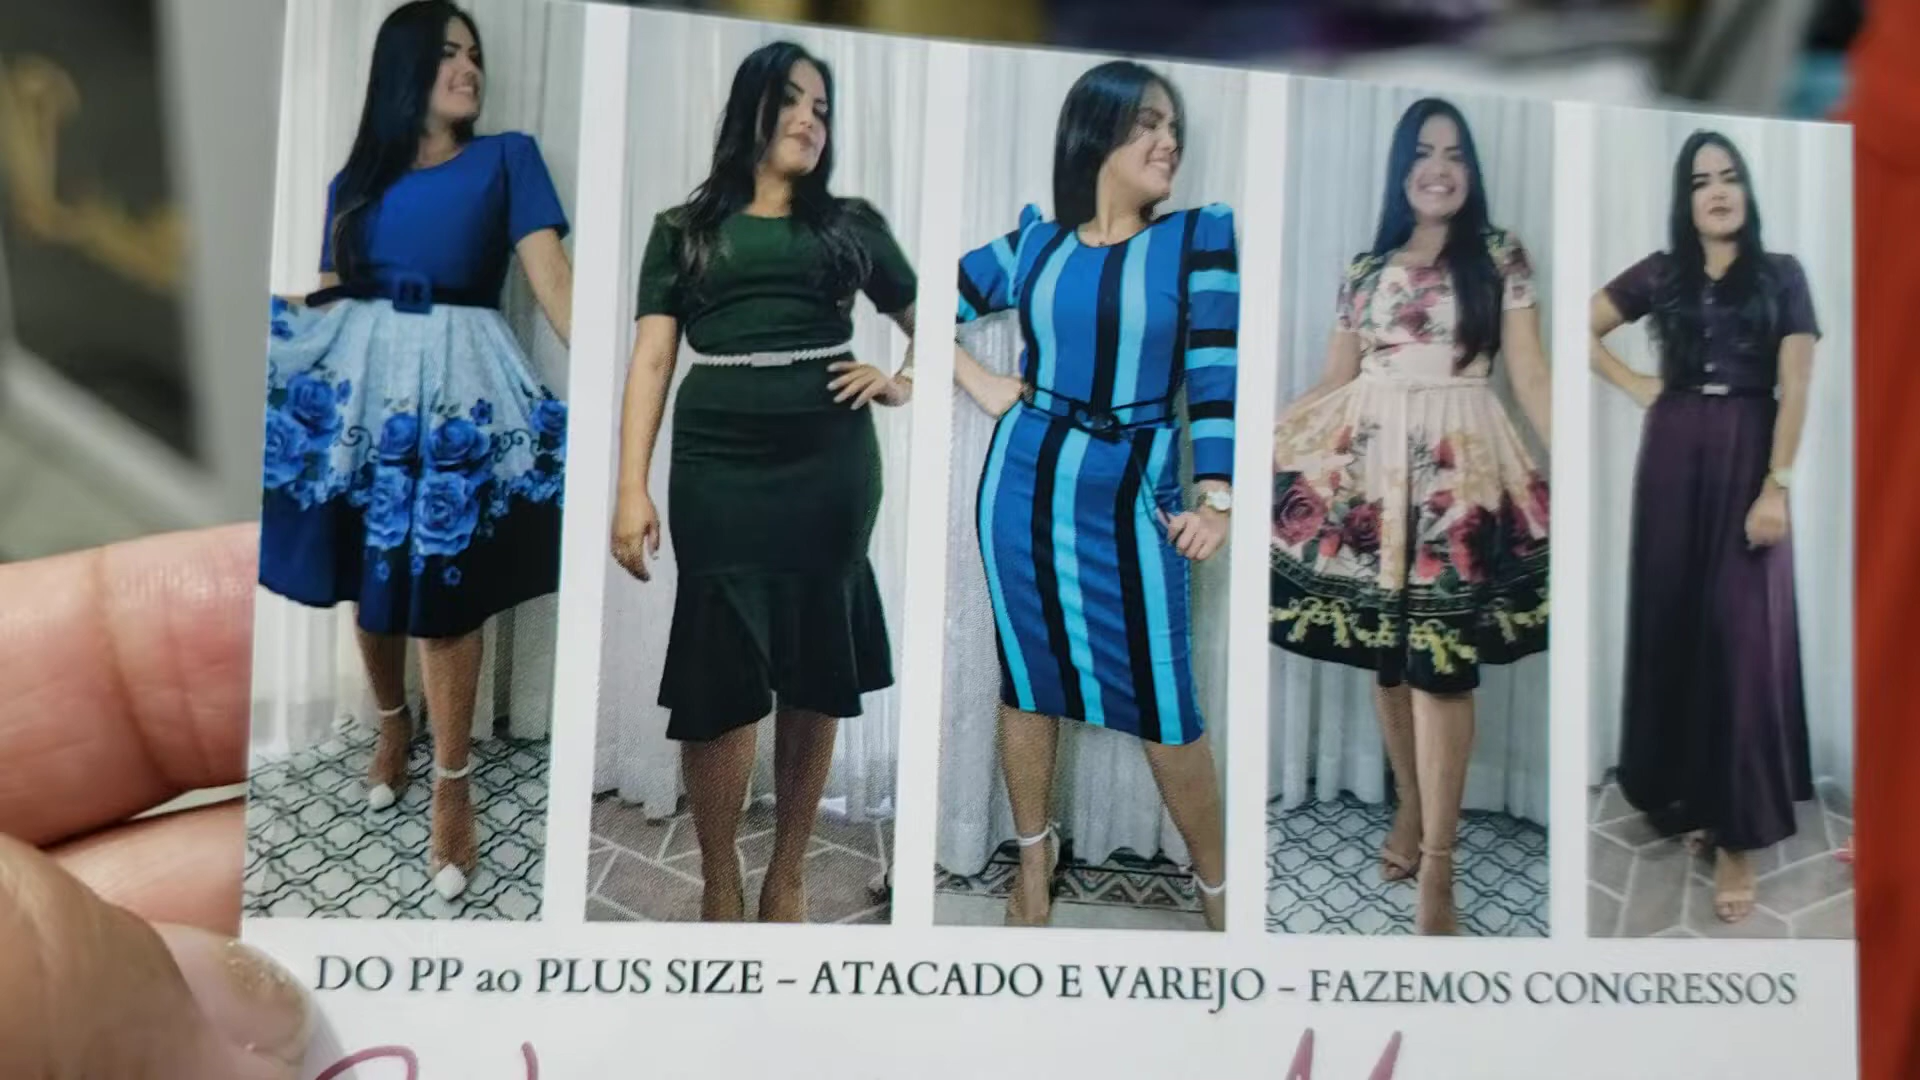 DO PP ao PLUS SIZE – ATACADO E VAREJO – FAZEMOS CONGRESSOS